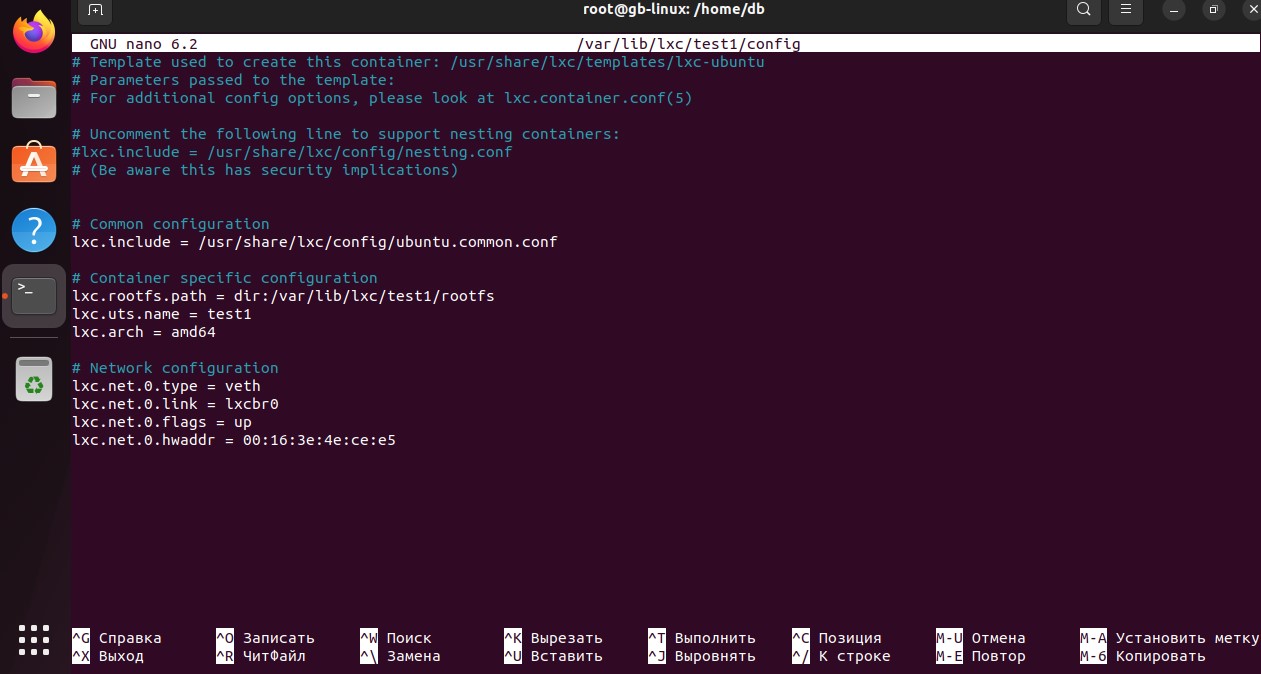 root@gb-linux: /home/db
GNU nano 6.2 /var/lib/lxc/test1/config
# Template used to create this container: /usr/share/lxc/templates/lxc-ubuntu
# Parameters passed to the template:
# For additional config options, please look at lxc.container.conf(5)
# Uncomment the following line to support nesting containers:
#lxc.include = /usr/share/lxc/config/nesting.conf
# (Be aware this has security implications)
# Common configuration
lxc.include = /usr/share/lxc/config/ubuntu.common.conf
# Container specific configuration
lxc.rootfs.path = dir:/var/lib/lxc/test1/rootfs
lxc.uts.name = test1
lxc.arch = amd64
# Network configuration
lxc.net.0.type = veth
lxc.net.0.link = lxcbr0
lxc.net.0.flags = up
lxc.net.0.hwaddr = 00:16:3e:4e:ce:e5
^G Справка ^O Записать ^W Поиск ^K Вырезать ^T Выполнить ^C Позиция M-U Отмена M-A Установить метку
^X Выход ^R ЧитФайл ^\ Замена ^U Вставить ^J Выровнять ^/ К строке M-E Повтор M-6 Копировать